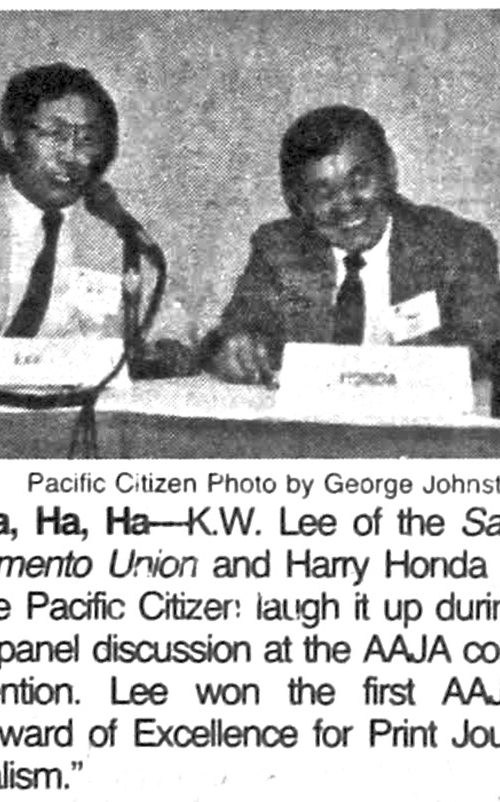 LEE
HONDA
Pacific Citizen Photo by George Johnst
a, Ha, Ha—K.W. Lee of the Sa
mento Union and Harry Honda
e Pacific Citizen laugh it up durin
panel discussion at the AAJA co
ention. Lee won the first AAJ
ward of Excellence for Print Jou
alism."